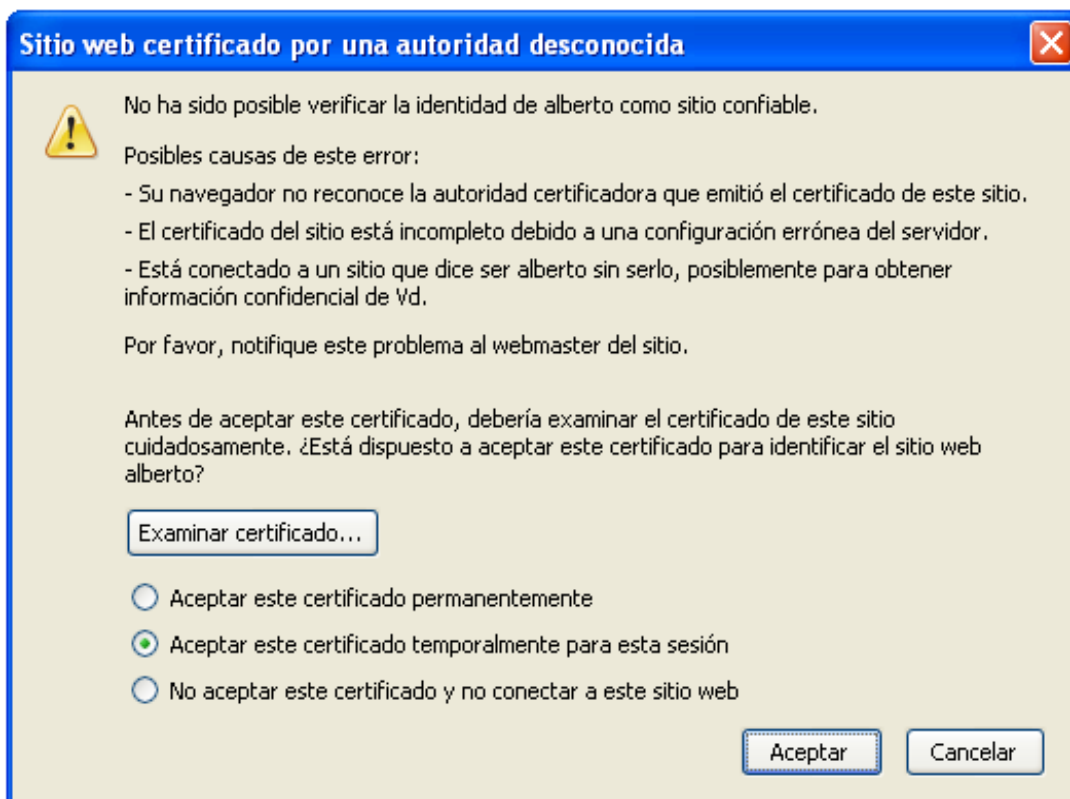 Sitio web certificado por una autoridad desconocida
No ha sido posible verificar la identidad de alberto como sitio confiable.
Posibles causas de este error:
- Su navegador no reconoce la autoridad certificadora que emitió el certificado de este sitio.
- El certificado del sitio está incompleto debido a una configuración errónea del servidor.
- Está conectado a un sitio que dice ser alberto sin serlo, posiblemente para obtener
información confidencial de Vd.
Por favor, notifique este problema al webmaster del sitio.
Antes de aceptar este certificado, debería examinar el certificado de este sitio
cuidadosamente. ¿Está dispuesto a aceptar este certificado para identificar el sitio web
alberto?
Examinar certificado...
Aceptar este certificado permanentemente
Aceptar este certificado temporalmente para esta sesión
No aceptar este certificado y no conectar a este sitio web
Aceptar Cancelar